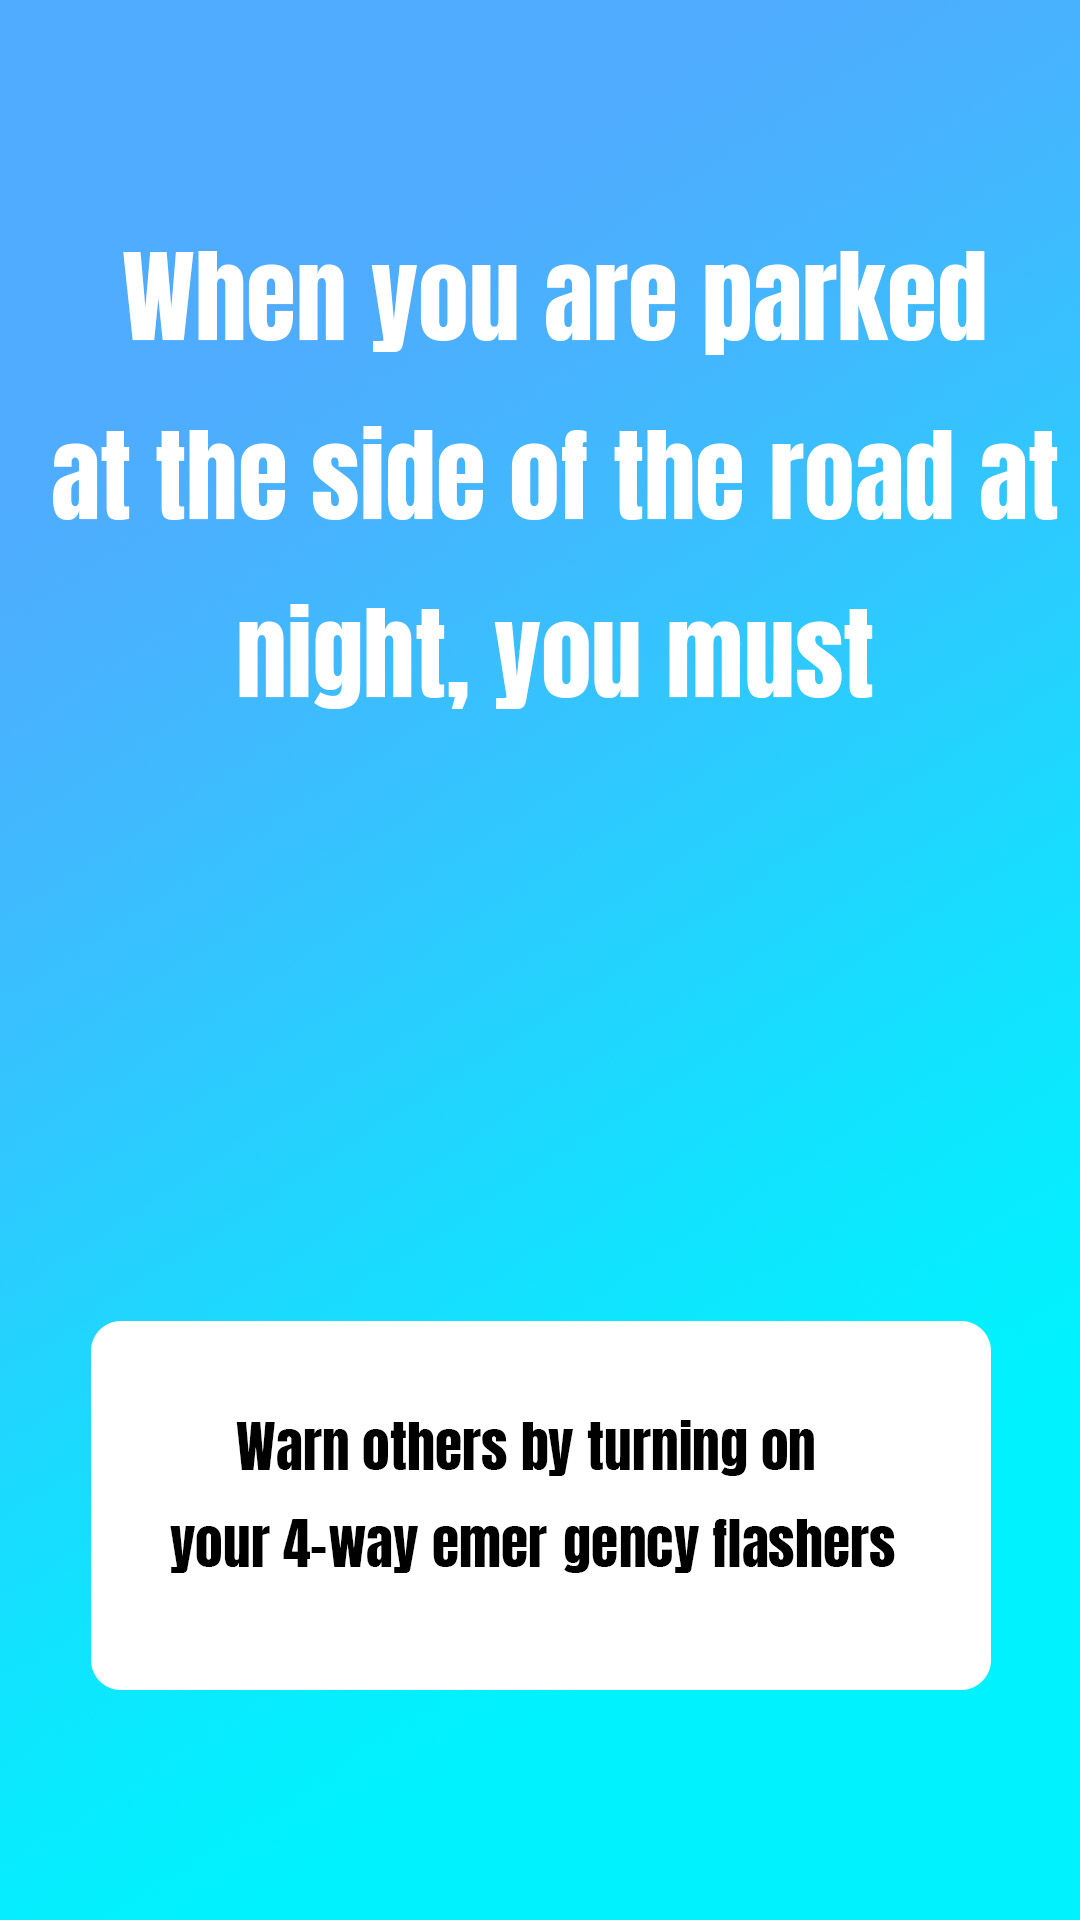 When you are parked
at the side of the road at
night, you must
Warn others by turning on
your 4-way emer gency flashers